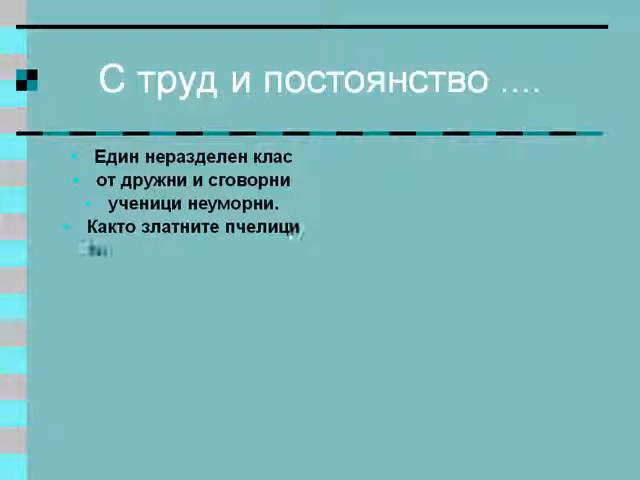 С труд и постоянство ....
Един неразделен клас
от дружни и сговорни
ученици неуморни.
Както златните пчелици